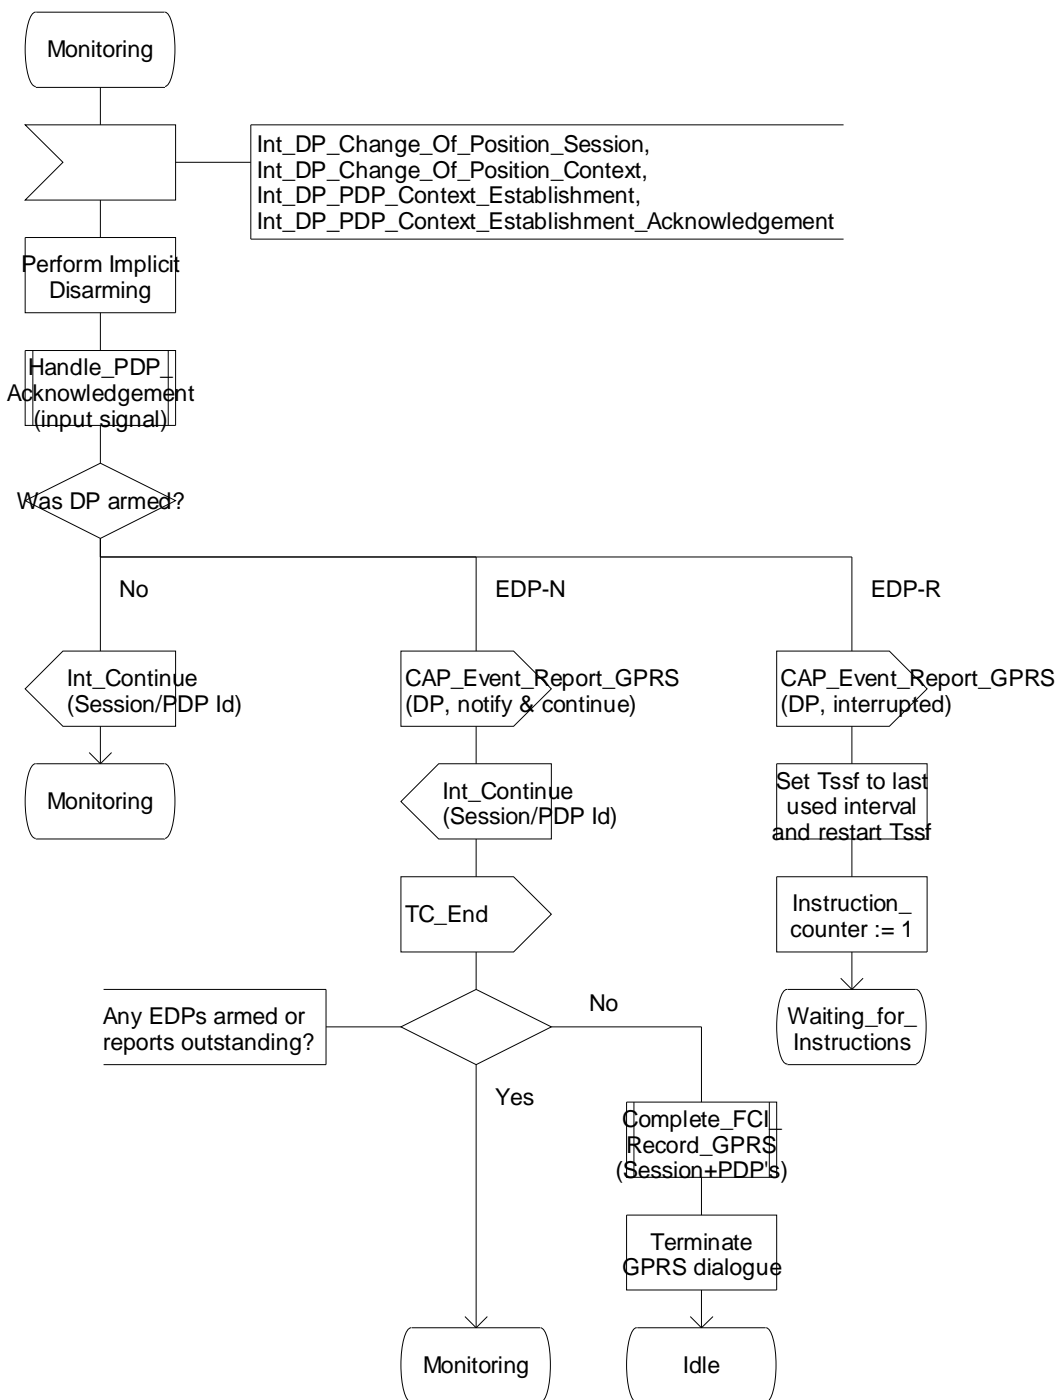 Monitoring
Int_DP_Change_Of_Position_Session,
Int_DP_Change_Of_Position_Context,
Int_DP_PDP_Context_Establishment,
Int_DP_PDP_Context_Establishment_Acknowledgement
Perform Implicit
Disarming
Handle_PDP_
Acknowledgement
(input signal)
Was DP armed?
No
EDP-N
EDP-R
Int_Continue
(Session/PDP Id)
CAP_Event_Report_GPRS
(DP, notify & continue)
CAP_Event_Report_GPRS
(DP, interrupted)
Monitoring
Int_Continue
(Session/PDP Id)
Set Tssf to last
used interval
and restart Tssf
TC_End
Instruction_
counter := 1
Any EDPs armed or
reports outstanding?
No
Waiting_for_
Instructions
Yes
Complete_FCI_
Record_GPRS
(Session+PDP's)
Terminate
GPRS dialogue
Monitoring
Idle